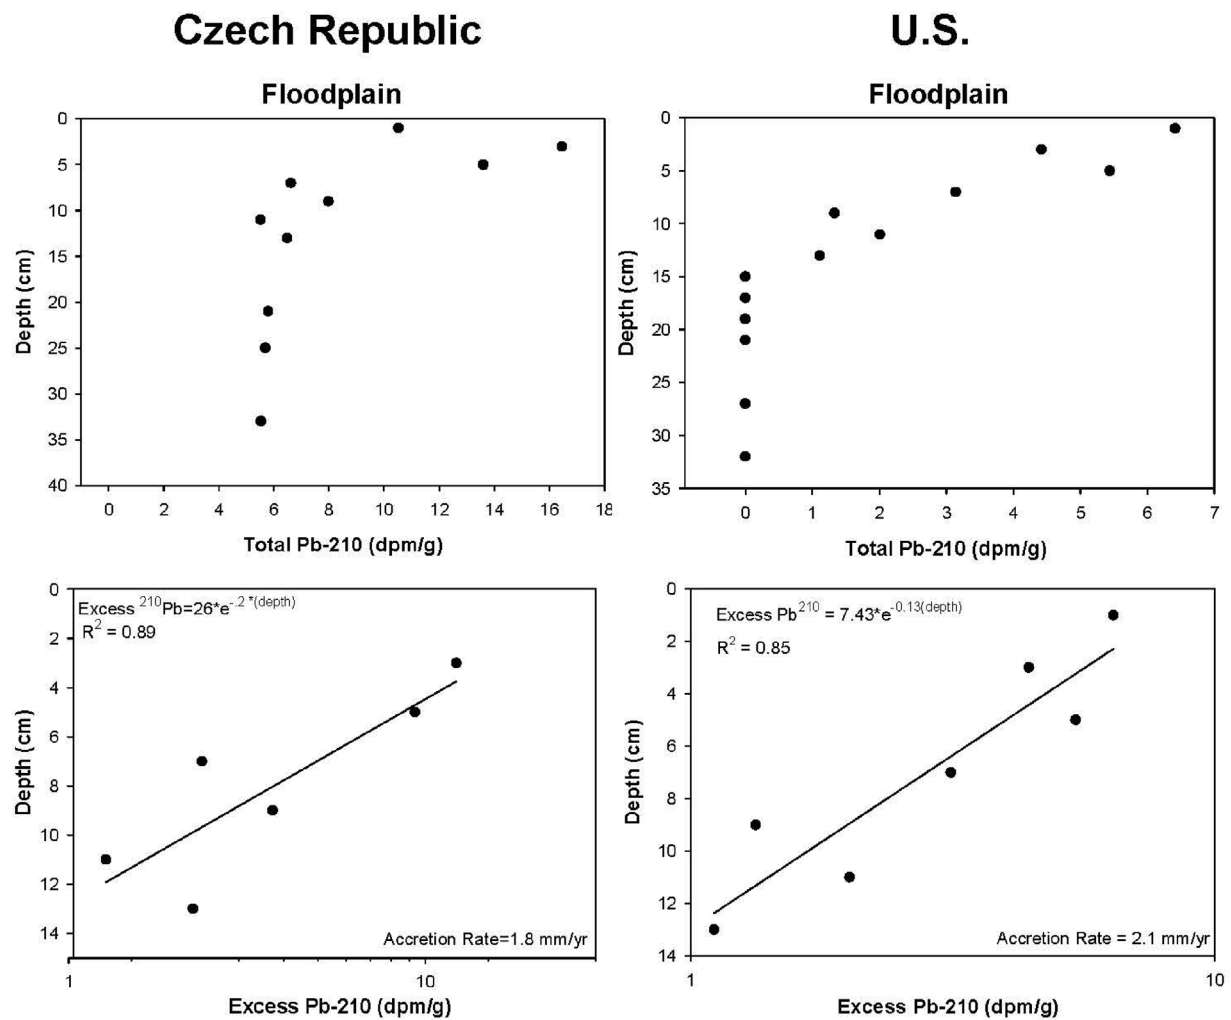 Czech Republic
U.S.
Floodplain
0
5
10
15
20
25
30
35
40
Depth (cm)
0 2 4 6 8 10 12 14 16 18
Total Pb-210 (dpm/g)
Floodplain
0
5
10
15
20
25
30
35
Depth (cm)
0 1 2 3 4 5 6 7
Total Pb-210 (dpm/g)
Excess ²¹⁰Pb=26*e^-.2 *(depth)
R² = 0.89
0
2
4
6
8
10
12
14
Depth (cm)
Accretion Rate=1.8 mm/yr
1 10
Excess Pb-210 (dpm/g)
Excess Pb²¹⁰ = 7.43*e^-0.13(depth)
R² = 0.85
0
2
4
6
8
10
12
14
Depth (cm)
Accretion Rate = 2.1 mm/yr
1 10
Excess Pb-210 (dpm/g)